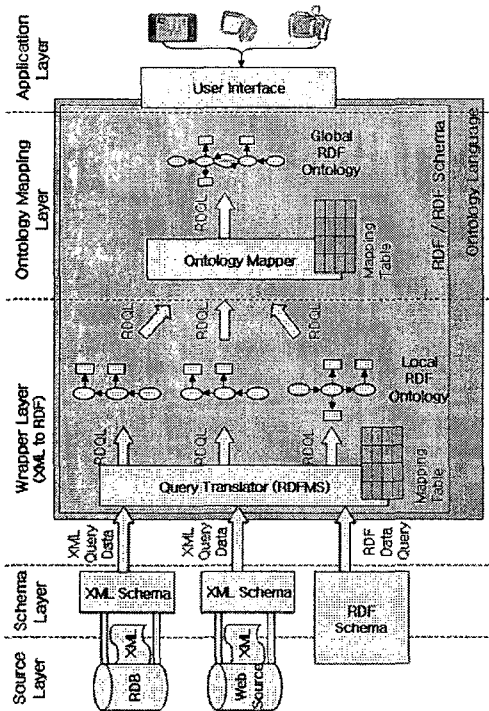 Application
Layer
User Interface
Ontology Mapping
Layer
Global
RDF
Ontology
RDQL
Ontology Mapper
Mapping
Table
RDF / RDF Schema
Ontology Language
RDQL
RDQL
RDQL
Wrapper Layer
(XML to RDF)
Local
RDF
Ontology
RDQL
RDQL
RDQL
Query Translator (RDFMS)
Mapping
Table
XML
Query
Data
XML
Query
Data
RDF
Data
Query
Schema
Layer
XML Schema
XML Schema
RDF
Schema
Source
Layer
XML
RDB
XML
Web
Source